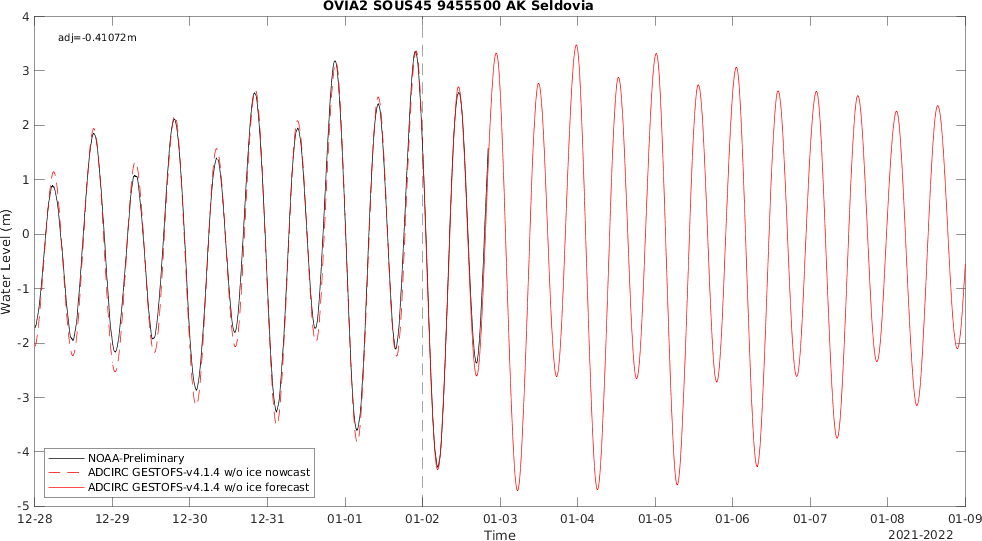 OVIA2 SOUS45 9455500 AK Seldovia
adj=-0.41072m
4
3
2
1
0
-1
-2
-3
-4
-5
Water Level (m)
NOAA-Preliminary
ADCIRC GESTOFS-v4.1.4 w/o ice nowcast
ADCIRC GESTOFS-v4.1.4 w/o ice forecast
12-28 12-29 12-30 12-31 01-01 01-02 01-03 01-04 01-05 01-06 01-07 01-08 01-09
Time
2021-2022